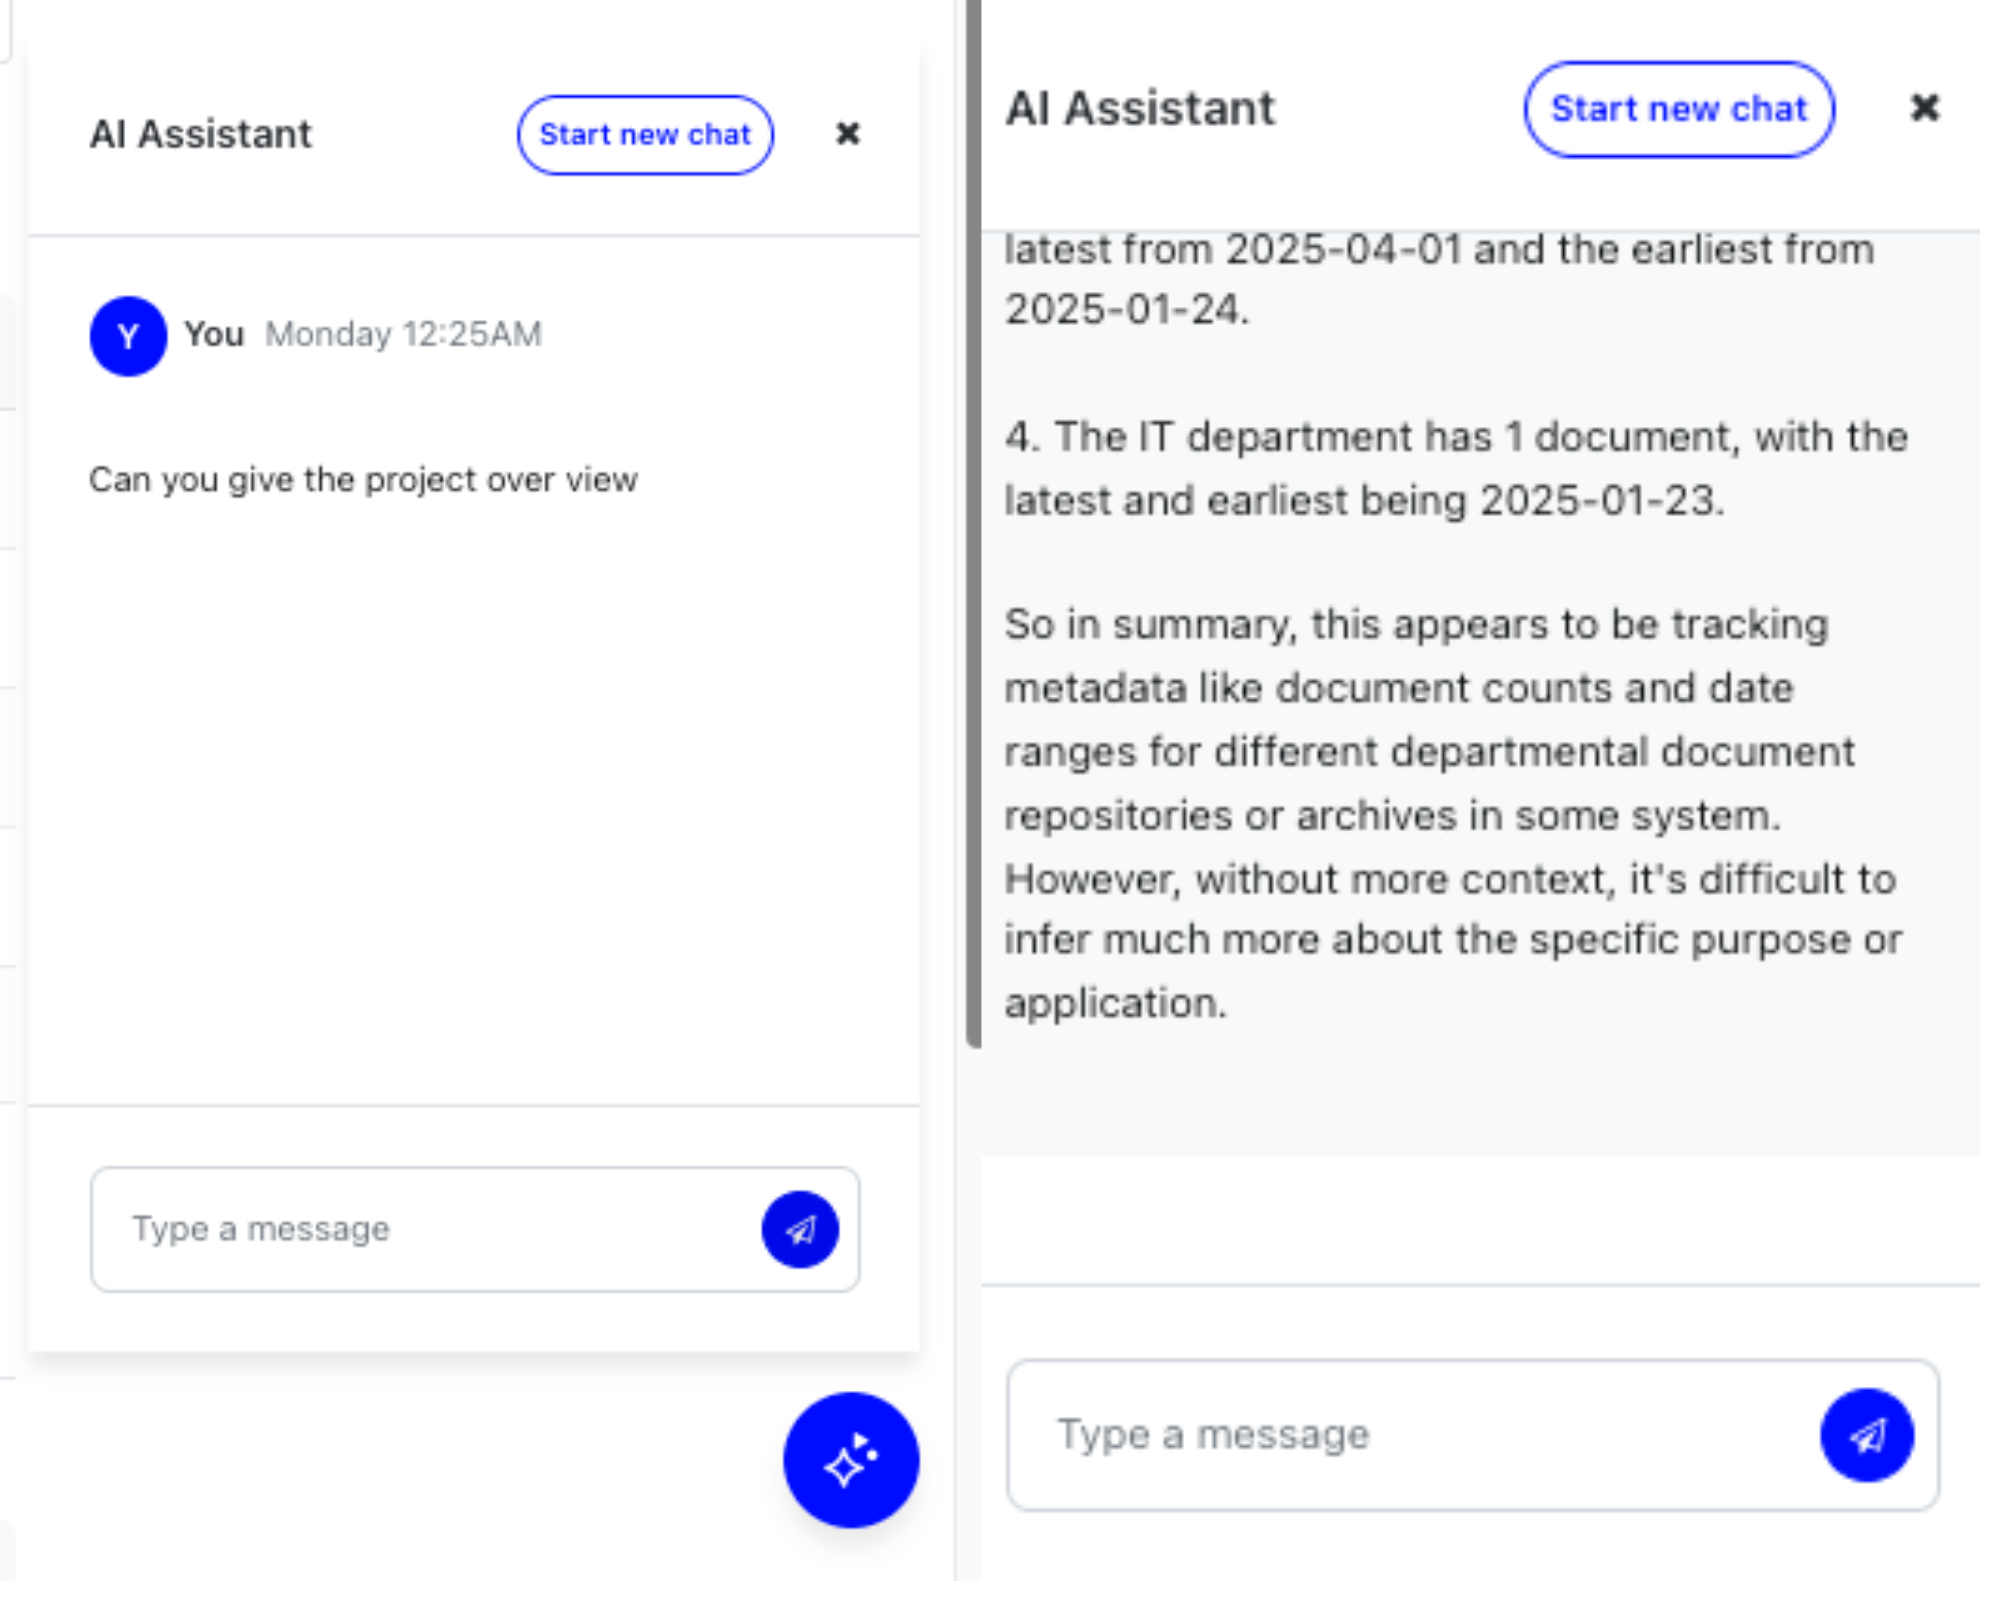 AI Assistant
Start new chat
Y
You Monday 12:25AM
Can you give the project over view
Type a message
AI Assistant
Start new chat
latest from 2025-04-01 and the earliest from
2025-01-24.
4. The IT department has 1 document, with the
latest and earliest being 2025-01-23.
So in summary, this appears to be tracking
metadata like document counts and date
ranges for different departmental document
repositories or archives in some system.
However, without more context, it's difficult to
infer much more about the specific purpose or
application.
Type a message